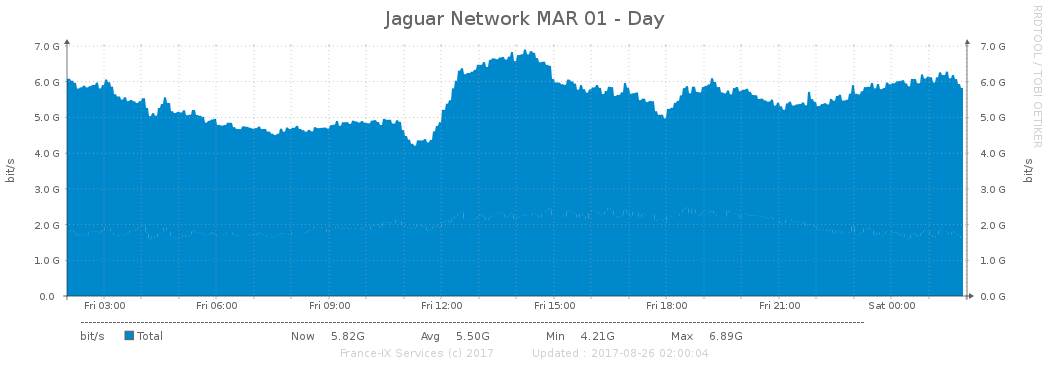 Jaguar Network MAR 01 - Day
RRDTOOL / TOBI OETIKER
bit/s
bit/s
7.0 G 7.0 G
6.0 G 6.0 G
5.0 G 5.0 G
4.0 G 4.0 G
3.0 G 3.0 G
2.0 G 2.0 G
1.0 G 1.0 G
0.0 0.0 G
Fri 03:00 Fri 06:00 Fri 09:00 Fri 12:00 Fri 15:00 Fri 18:00 Fri 21:00 Sat 00:00
bit/s Total Now 5.82G Avg 5.50G Min 4.21G Max 6.89G
France-IX Services (c) 2017 Updated : 2017-08-26 02:00:04